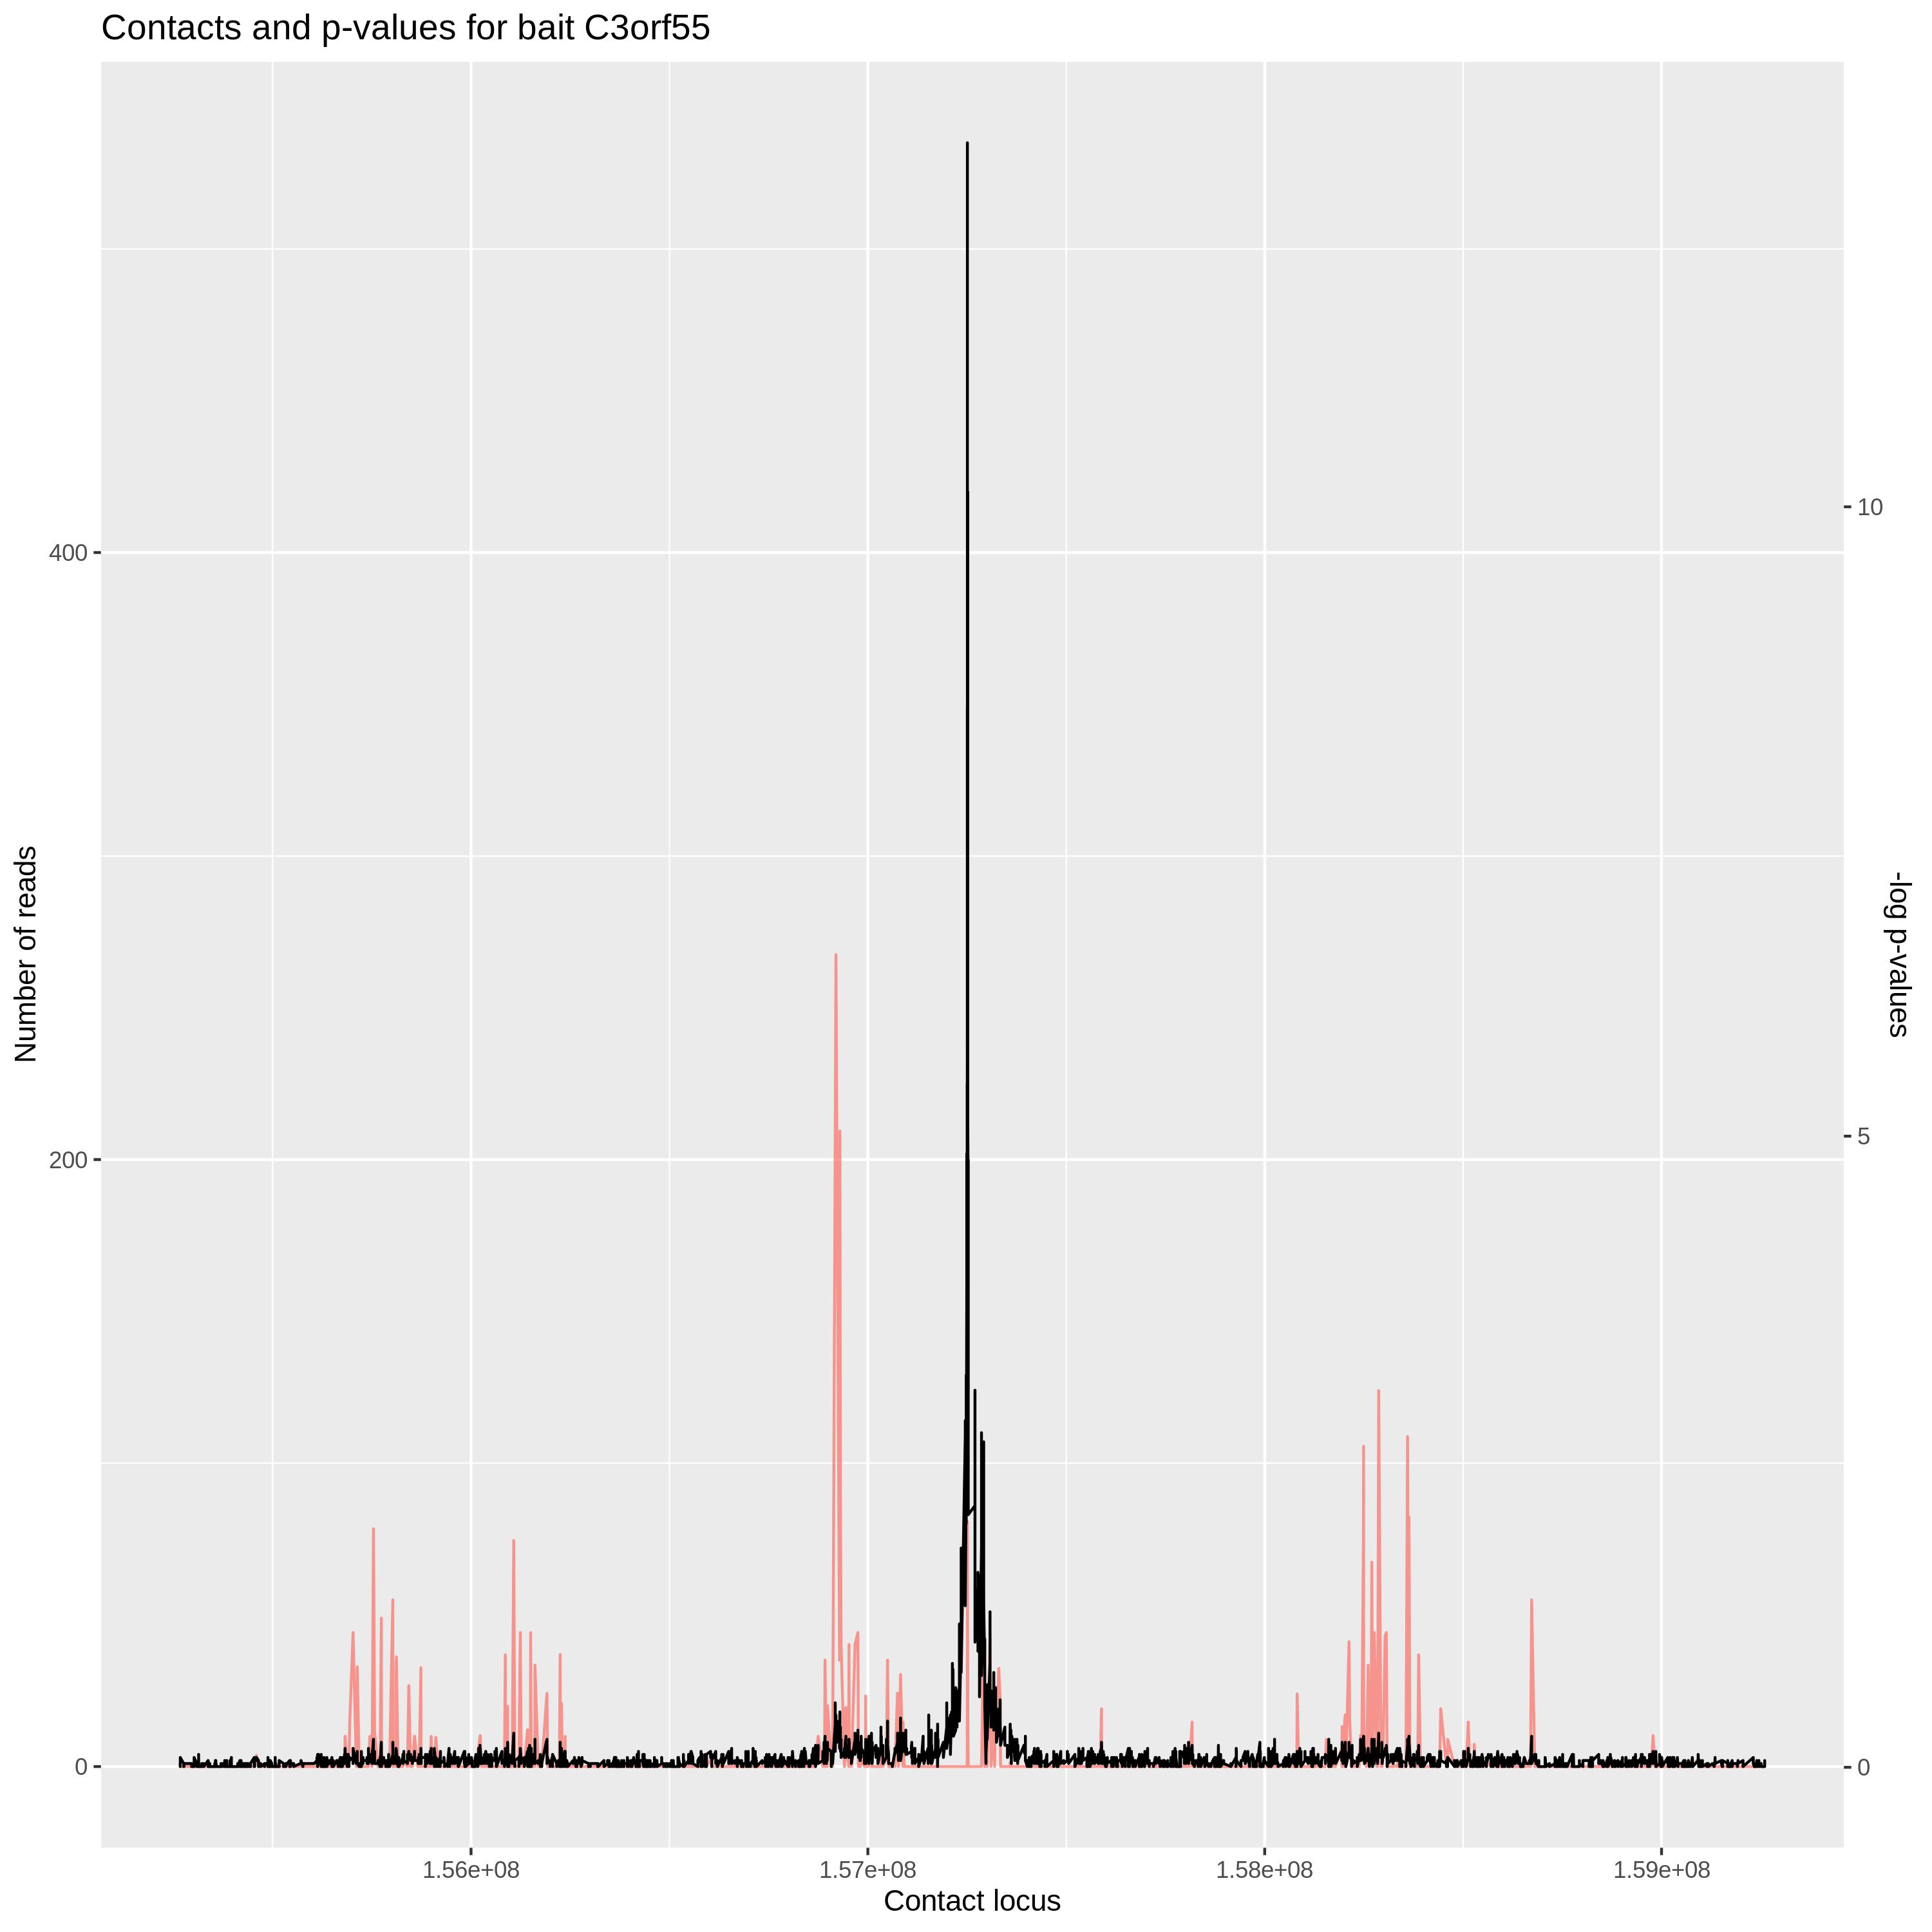 Contacts and p-values for bait C3orf55
Number of reads
400
200
0
10
5
0
-log p-values
1.56e+08 1.57e+08 1.58e+08 1.59e+08
Contact locus